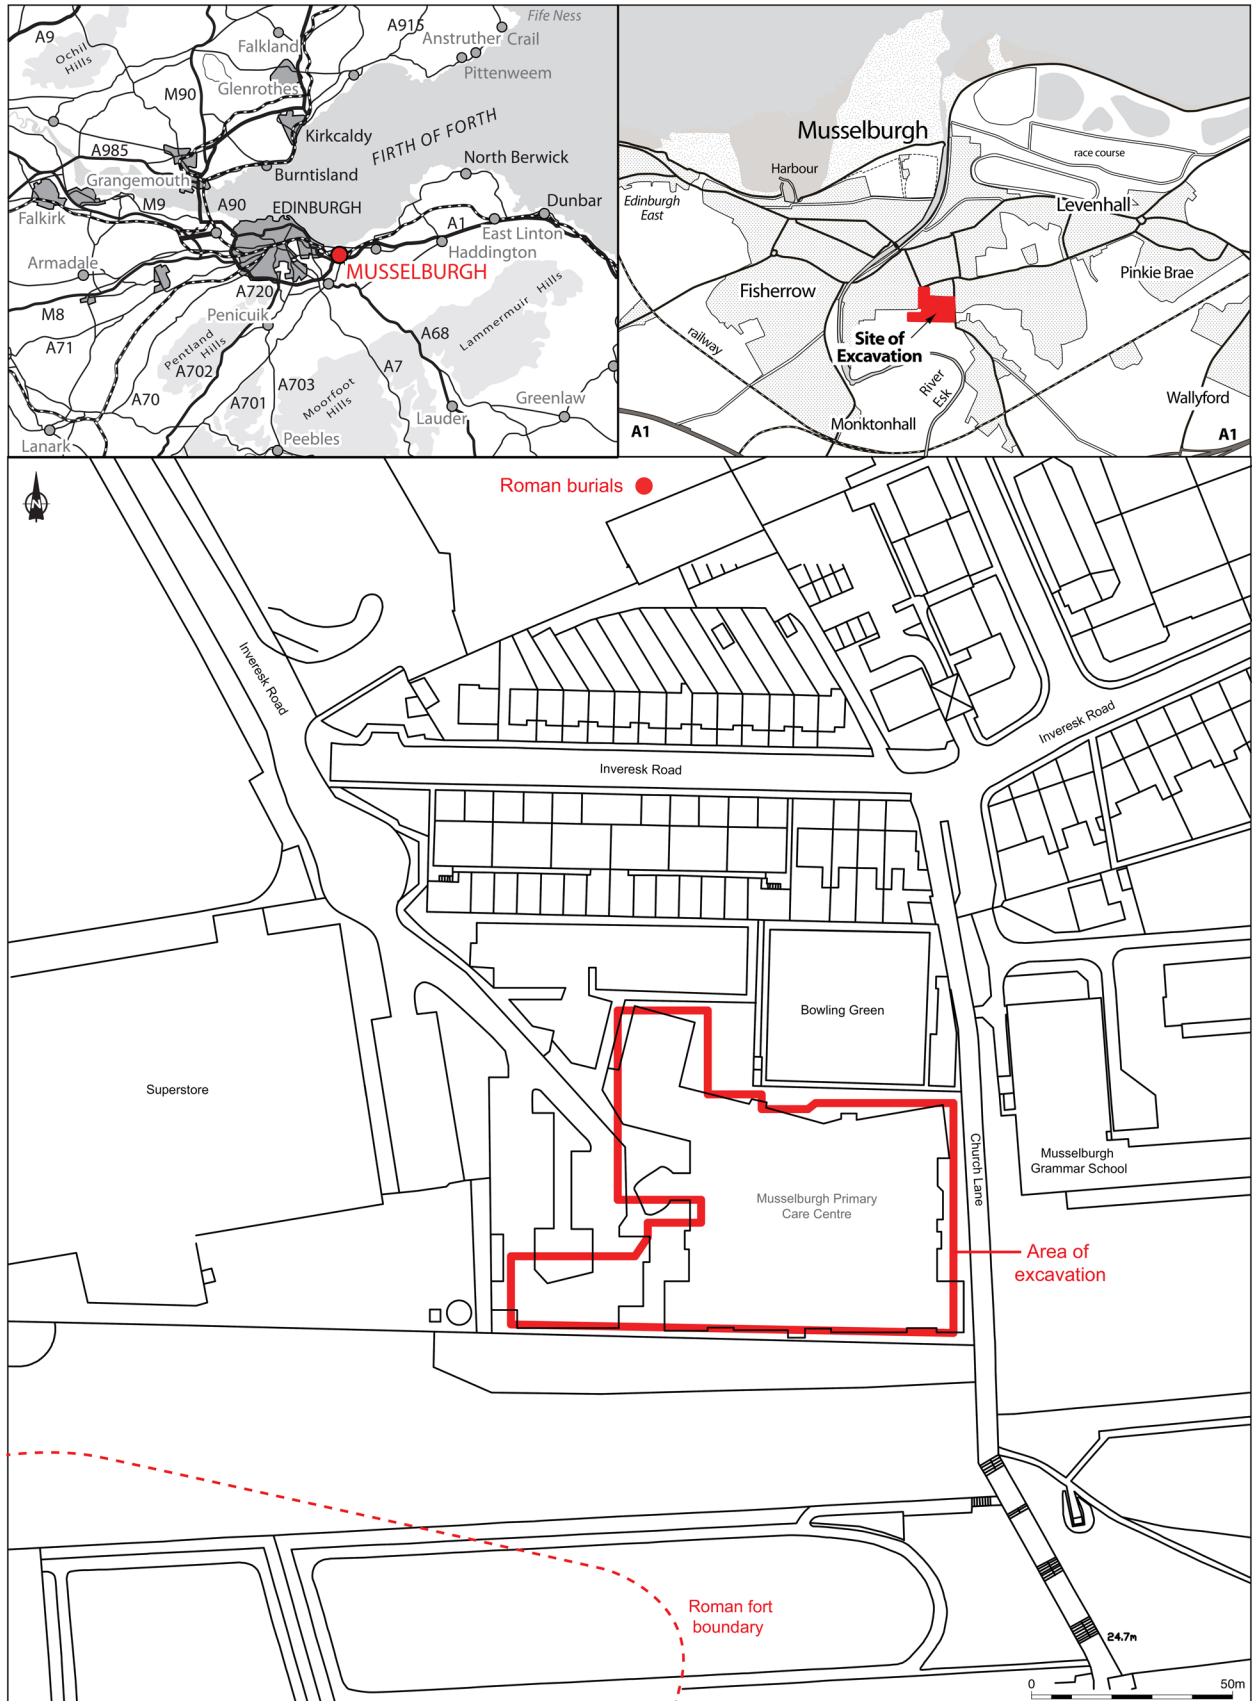 Fife Ness
A9
A915
Anstruther
Crail
Falkland
Ochil
Hills
Pittenweem
Glenrothes
M90
Kirkcaldy
FIRTH OF FORTH
A985
North Berwick
Burntisland
Grangemouth
M9
A90
EDINBURGH
Dunbar
Falkirk
A1
East Linton
Haddington
Armadale
MUSSELBURGH
A720
M8
Penicuik
Lammermuir Hills
A68
A71
Pentland
Hills
A702
A7
A703
Moorfoot
Hills
A70
A701
Greenlaw
Lauder
Lanark
Peebles
Musselburgh
race course
Harbour
Edinburgh
East
Levenhall
Pinkie Brae
Fisherrow
Site of
Excavation
railway
River
Esk
Wallyford
Monktonhall
A1
A1
N
Roman burials
Inveresk Road
Inveresk Road
Inveresk Road
Bowling Green
Superstore
Church Lane
Musselburgh
Grammar School
Musselburgh Primary
Care Centre
Area of
excavation
Roman fort
boundary
24.7m
0
50m